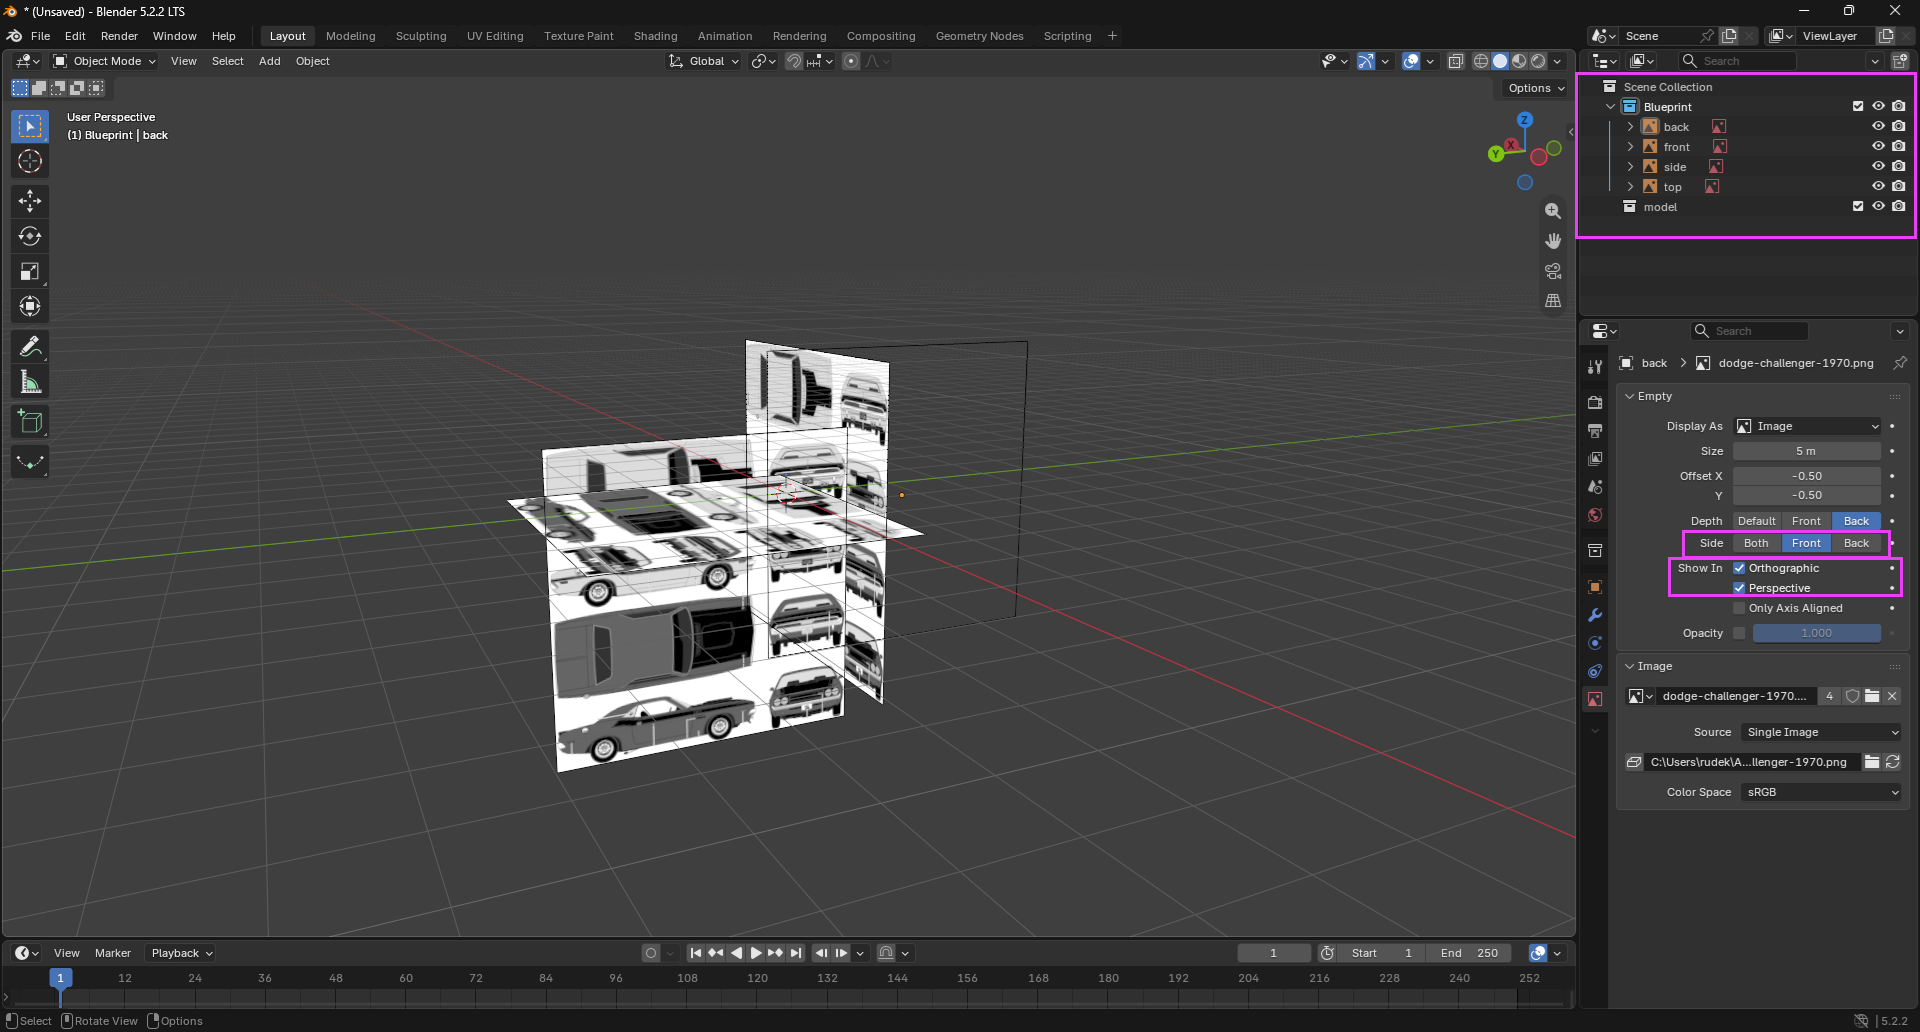 * (Unsaved) - Blender 5.2.2 LTS
File Edit Render Window Help Layout Modeling Sculpting UV Editing Texture Paint Shading Animation Rendering Compositing Geometry Nodes Scripting + Scene ViewLayer
Object Mode View Select Add Object Global Search
Options
User Perspective
(1) Blueprint | back
Z
X
Y
Scene Collection
Blueprint
back
front
side
top
model
Search
back > dodge-challenger-1970.png
Empty
Display As Image
Size 5 m
Offset X -0.50
Y -0.50
Depth Default Front Back
Side Both Front Back
Show In Orthographic
Perspective
Only Axis Aligned
Opacity 1.000
Image
dodge-challenger-1970.... 4
Source Single Image
C:\Users\rudek\A...llenger-1970.png
Color Space sRGB
View Marker Playback 1 Start 1 End 250
1 12 24 36 48 60 72 84 96 108 120 132 144 156 168 180 192 204 216 228 240 252
Select Rotate View Options 5.2.2